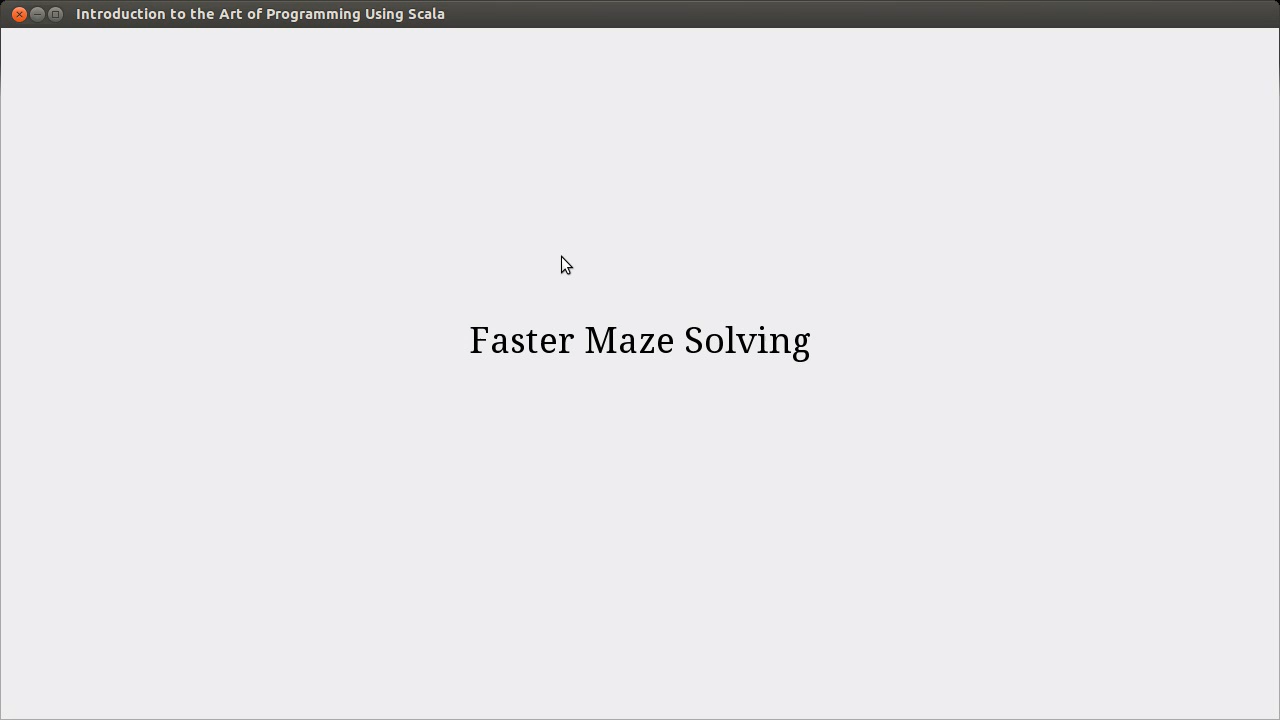 Introduction to the Art of Programming Using Scala
Faster Maze Solving